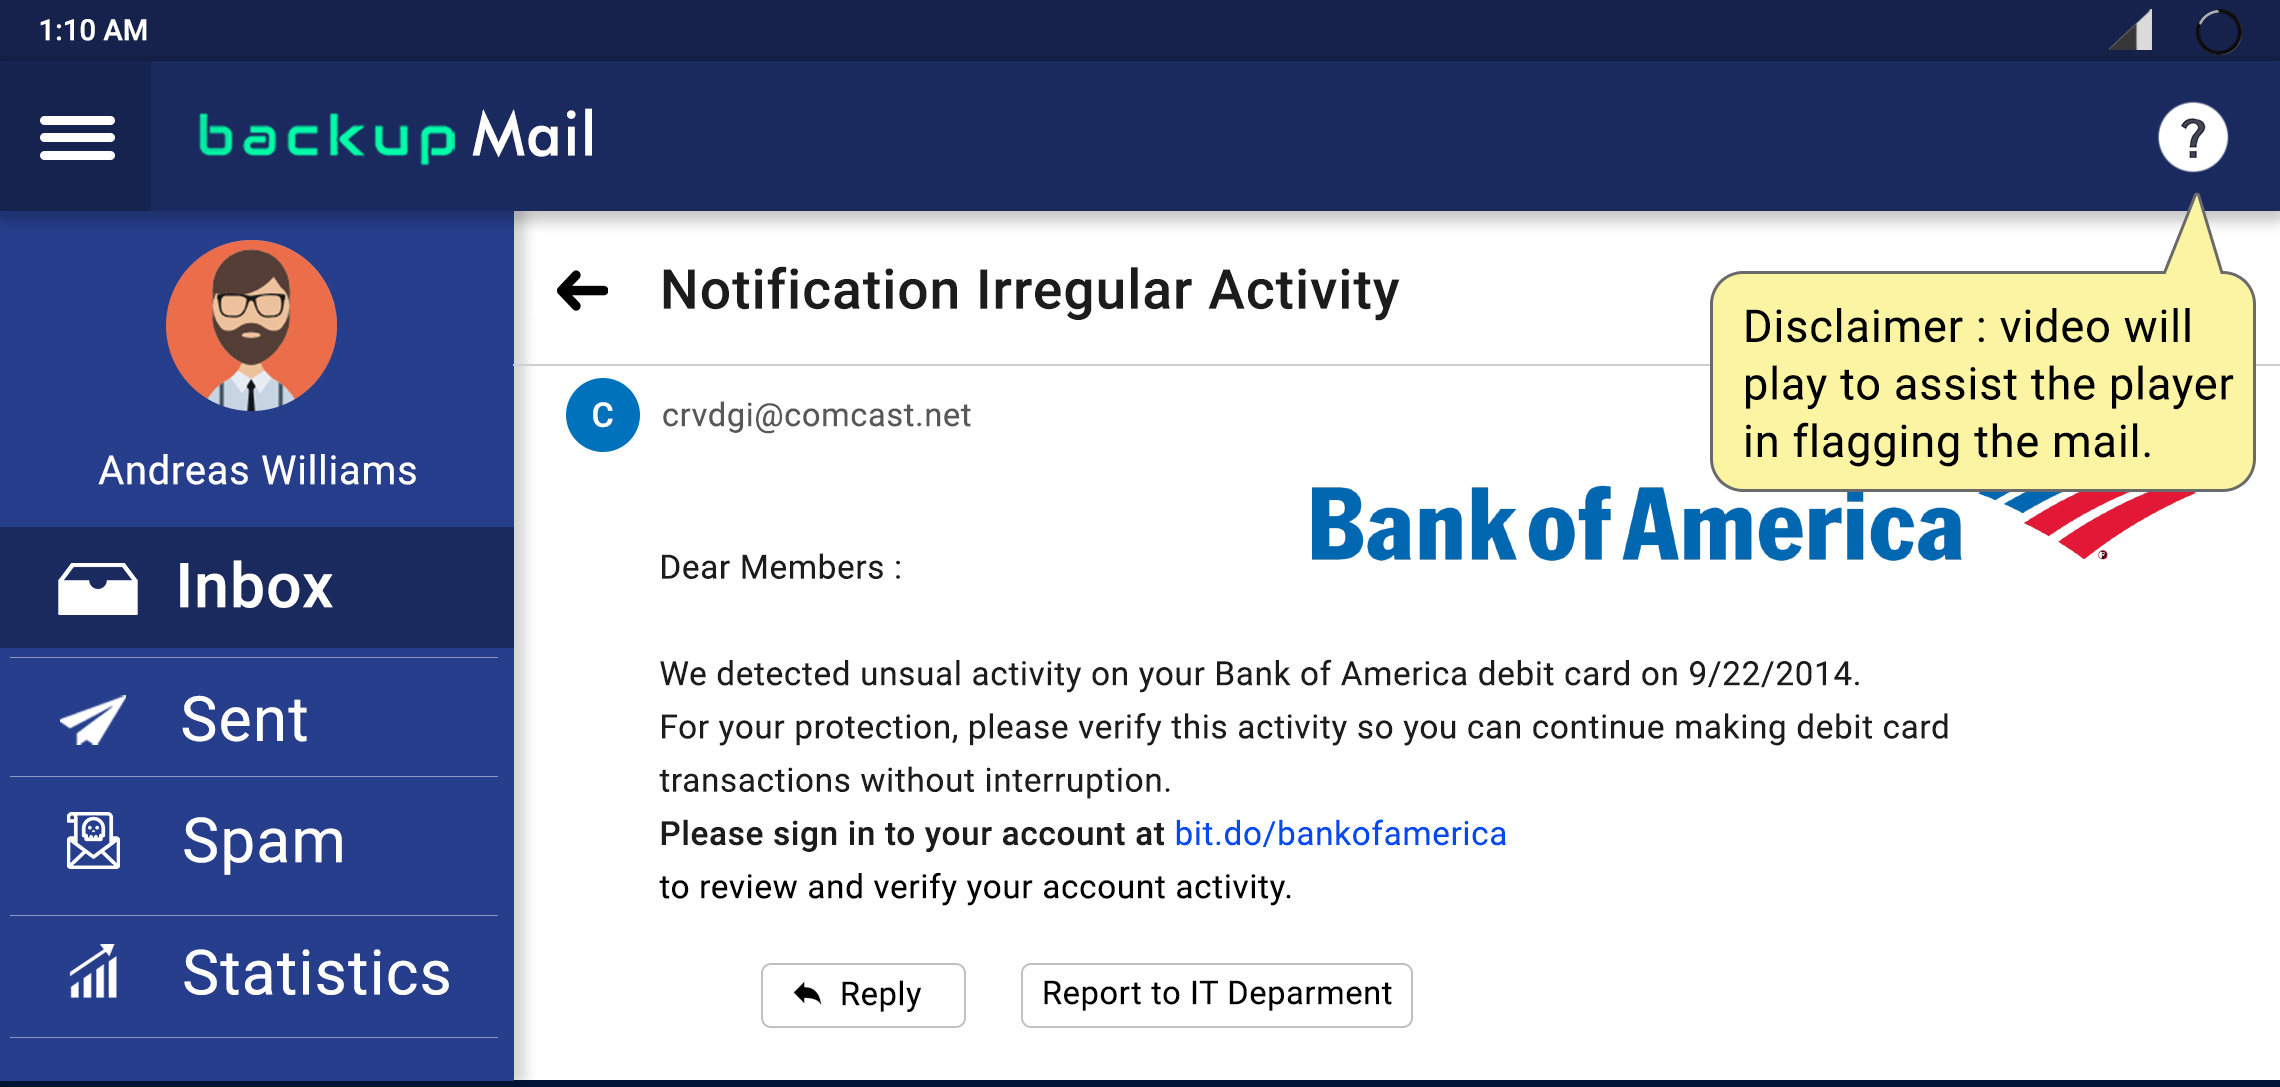 1:10 AM
backup Mail
?
Notification Irregular Activity
Disclaimer : video will
play to assist the player
in flagging the mail.
C
crvdgi@comcast.net
Andreas Williams
Bank of America
Inbox
Dear Members :
We detected unsual activity on your Bank of America debit card on 9/22/2014.
For your protection, please verify this activity so you can continue making debit card
transactions without interruption.
Please sign in to your account at bit.do/bankofamerica
to review and verify your account activity.
Sent
Spam
Statistics
Reply
Report to IT Deparment